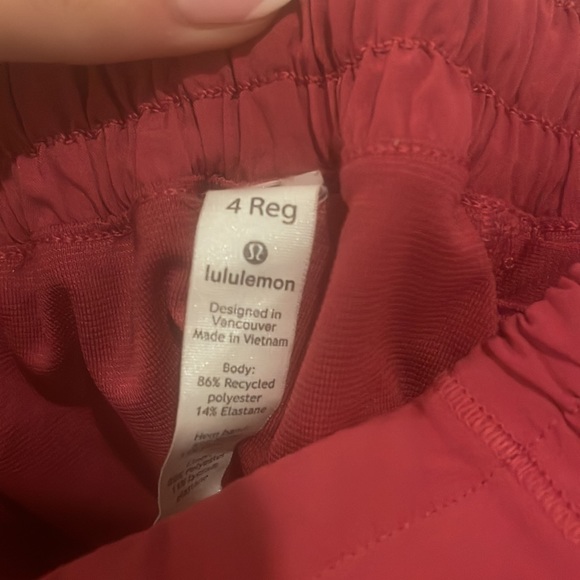 4 Reg
lululemon
Designed in
Vancouver
Made in Vietnam
Body:
86% Recycled
polyester
14% Elastane